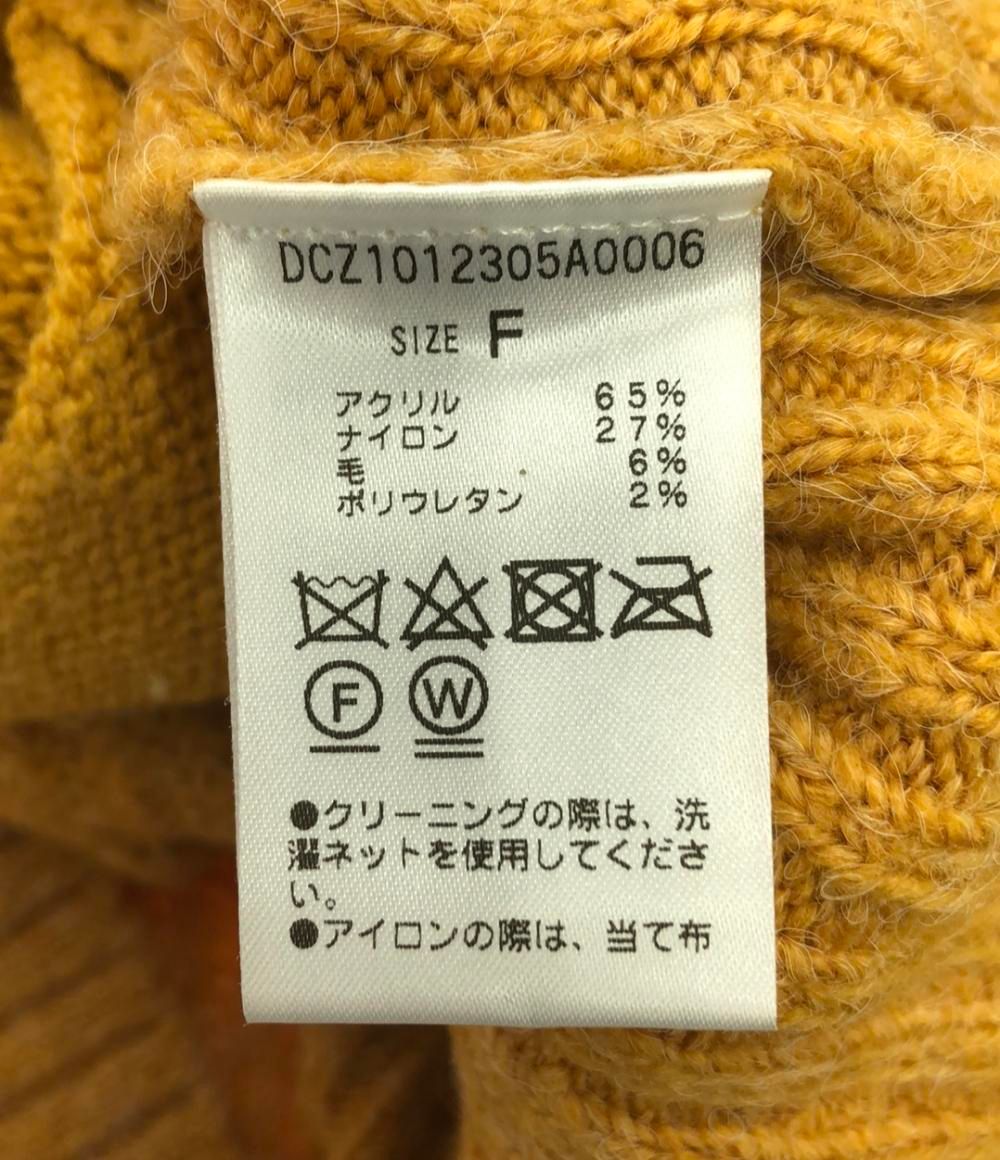 DCZ1012305A0006
SIZE F
アクリル 65%
ナイロン 27%
毛 6%
ポリウレタン 2%
F W
●クリーニングの際は、洗
濯ネットを使用してくださ
い。
●アイロンの際は、当て布